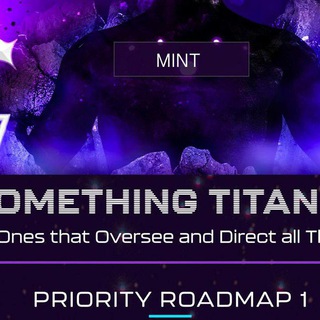 MINT
OMETHING TITAN
Ones that Oversee and Direct all Th
PRIORITY ROADMAP 1